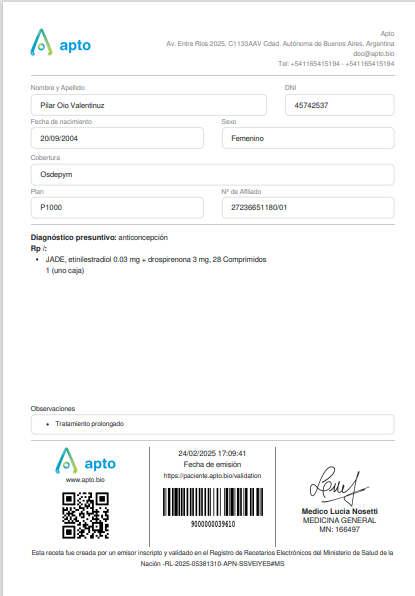 apto
Apto
Av. Entre Ríos 2025, C1133AAV Cdad. Autónoma de Buenos Aires, Argentina
doc@apto.bio
Tel: +541165415194 - +541165415194
Nombre y Apellido
DNI
Pilar Oio Valentinuz
45742537
Fecha de nacimiento
Sexo
20/09/2004
Femenino
Cobertura
Osdepym
Plan
Nº de Afiliado
P1000
27236651180/01
Diagnóstico presuntivo: anticoncepción
Rp /:
• JADE, etinilestradiol 0.03 mg + drospirenona 3 mg, 28 Comprimidos
1 (uno caja)
Observaciones
• Tratamiento prolongado
apto
www.apto.bio
24/02/2025 17:09:41
Fecha de emisión
https://paciente.apto.bio/validation
9000000039610
Medico Lucía Nosetti
MEDICINA GENERAL
MN: 166497
Esta receta fue creada por un emisor inscripto y validado en el Registro de Recetarios Electrónicos del Ministerio de Salud de la
Nación -RL-2025-05381310-APN-SSVEIYES#MS